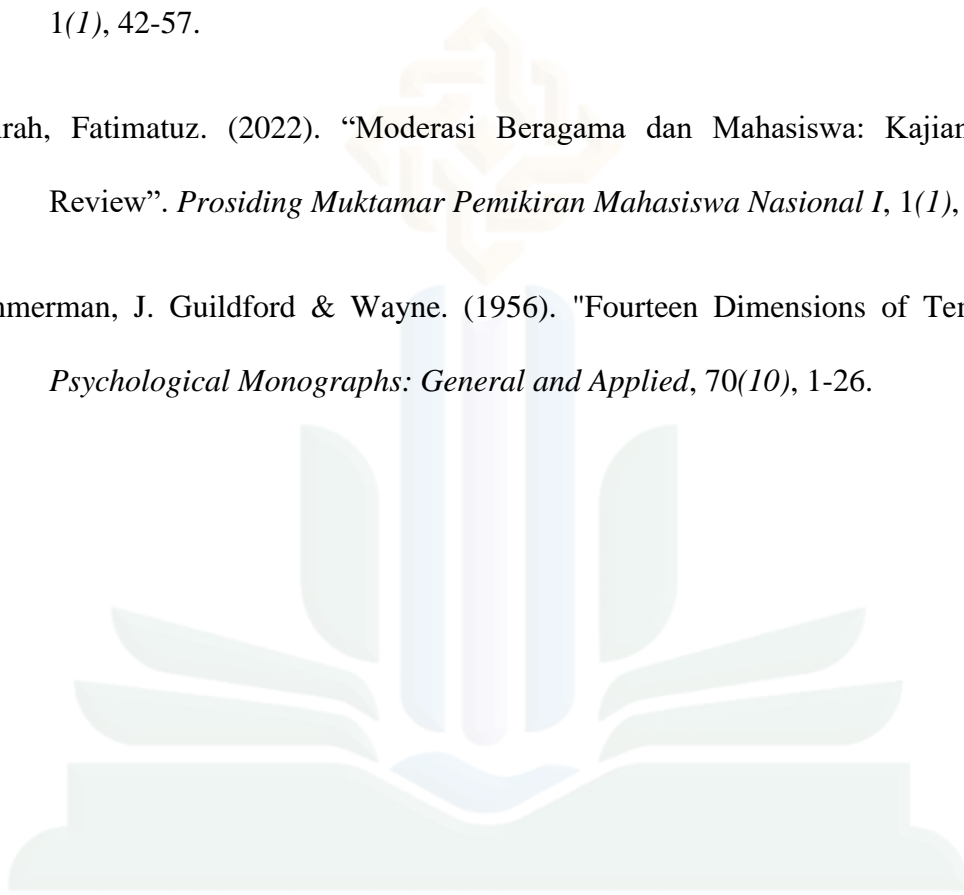 1(1), 42-57.
rah, Fatimatuz. (2022). “Moderasi Beragama dan Mahasiswa: Kajian
Review”. Prosiding Muktamar Pemikiran Mahasiswa Nasional I, 1(1),
mmerman, J. Guildford & Wayne. (1956). "Fourteen Dimensions of Ter
Psychological Monographs: General and Applied, 70(10), 1-26.